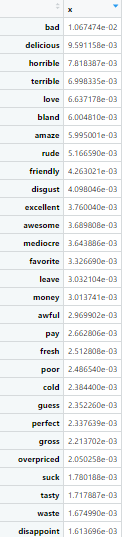 x
bad 1.067474e-02
delicious 9.591158e-03
horrible 7.818387e-03
terrible 6.998335e-03
love 6.637178e-03
bland 6.004810e-03
amaze 5.995001e-03
rude 5.166590e-03
friendly 4.263021e-03
disgust 4.098046e-03
excellent 3.760040e-03
awesome 3.689808e-03
mediocre 3.643886e-03
favorite 3.326690e-03
leave 3.032104e-03
money 3.013741e-03
awful 2.969902e-03
pay 2.662806e-03
fresh 2.512808e-03
poor 2.486540e-03
cold 2.384400e-03
guess 2.352260e-03
perfect 2.337639e-03
gross 2.213702e-03
overpriced 2.050258e-03
suck 1.780188e-03
tasty 1.717887e-03
waste 1.674990e-03
disappoint 1.613696e-03